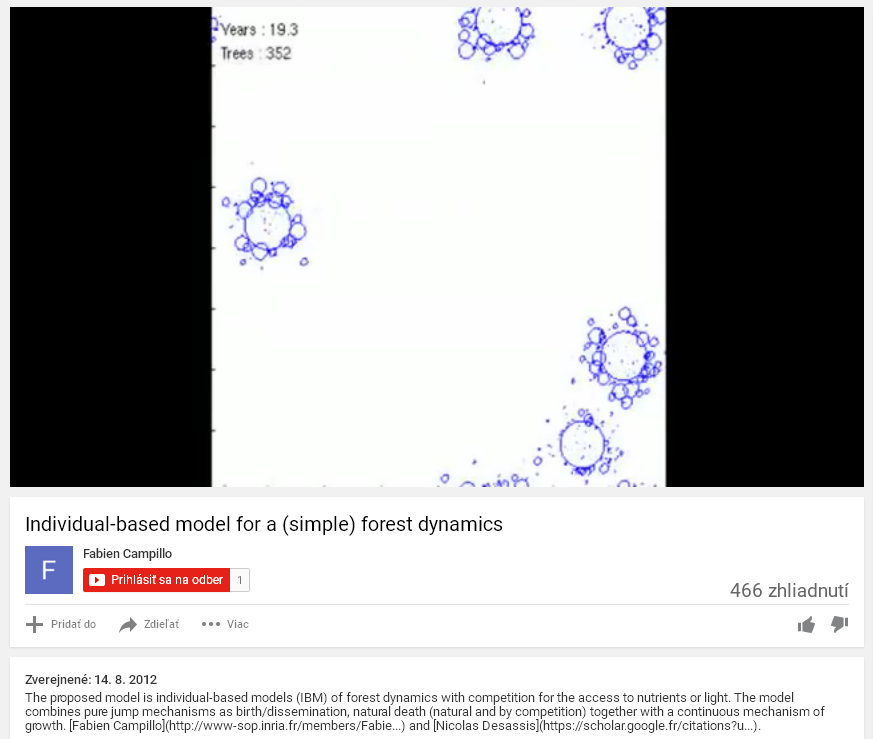 Years : 19.3
Trees : 352
Individual-based model for a (simple) forest dynamics
F
Fabien Campillo
Prihlásiť sa na odber 1
466 zhliadnutí
Pridať do Zdieľať Viac
Zverejnené: 14. 8. 2012
The proposed model is individual-based models (IBM) of forest dynamics with competition for the access to nutrients or light. The model
combines pure jump mechanisms as birth/dissemination, natural death (natural and by competition) together with a continuous mechanism of
growth. [Fabien Campillo](http://www-sop.inria.fr/members/Fabie...) and [Nicolas Desassis](https://scholar.google.fr/citations?u...).